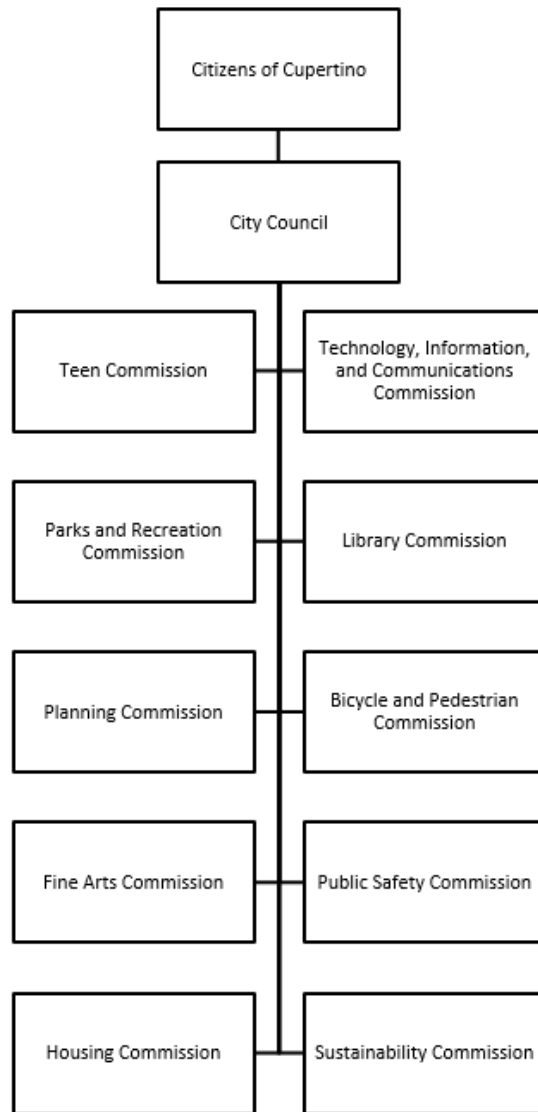 Citizens of Cupertino
City Council
Teen Commission
Technology, Information,
and Communications
Commission
Parks and Recreation
Commission
Library Commission
Planning Commission
Bicycle and Pedestrian
Commission
Fine Arts Commission
Public Safety Commission
Housing Commission
Sustainability Commission